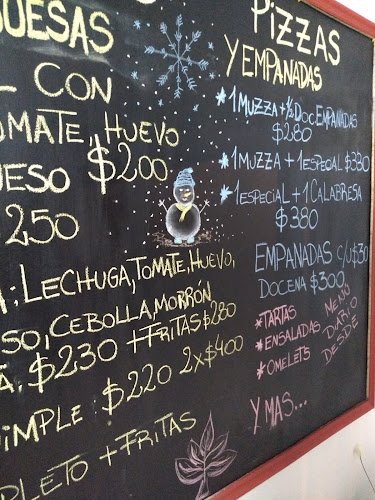 UESAS
L CON
OMATE, HUEVO
UESO $200
250
: LECHUGA, TOMATE, HUEVO,
SO, CEBOLLA, MORRÓN
A: $230 + FRITAS $280
SIMPLE: $220 2x$400
PLETO + FRITAS
PIZZAS
Y EMPANADAS
* 1 MUZZA + ½ DOC EMPANADAS
$280
* 1 MUZZA + 1 ESPECIAL $330
* 1 ESPECIAL + 1 CALABRESA
$380
EMPANADAS C/U $30
DOCENA $300
* TARTAS
* ENSALADAS
* OMELETS
MENÚ
DIARIO
DESDE
Y MAS...